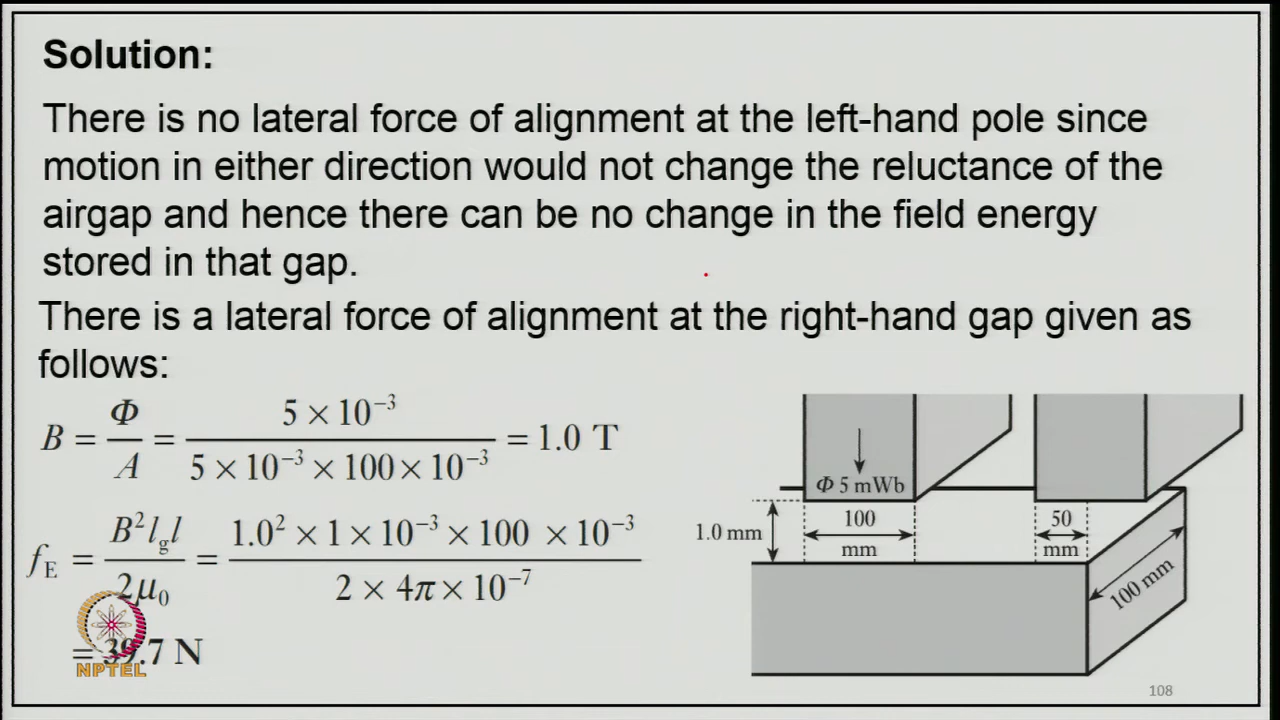 Solution:
There is no lateral force of alignment at the left-hand pole since
motion in either direction would not change the reluctance of the
airgap and hence there can be no change in the field energy
stored in that gap.
There is a lateral force of alignment at the right-hand gap given as
follows:
B = Φ/A = 5 × 10⁻³ / 5 × 10⁻³ × 100 × 10⁻³ = 1.0 T
f_E = B² l_g l / 2μ₀ = 1.0² × 1 × 10⁻³ × 100 × 10⁻³ / 2 × 4π × 10⁻⁷
= 39.7 N
NPTEL
Φ 5 mWb
1.0 mm
100
mm
50
mm
100 mm
108